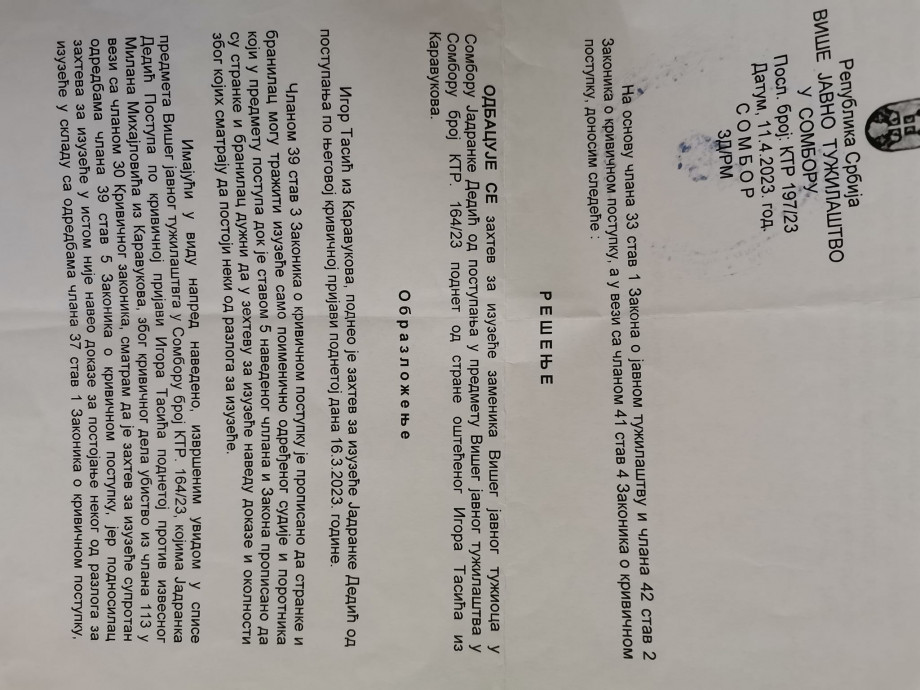 Република Србија
ВИШЕ ЈАВНО ТУЖИЛАШТВО
У СОМБОРУ
Посл. број: КТР 197/23
Датум, 11.4.2023. год.
С О М Б О Р
ЗД/РМ
На основу члана 33 став 1 Закона о јавном тужилаштву и члана 42 став 2
Законика о кривичном поступку, а у вези са чланом 41 став 4 Законика о кривичном
поступку, доносим следеће :
Р Е Ш Е Њ Е
ОДБАЦУЈЕ СЕ захтев за изузеће заменика Вишег јавног тужиоца у
Сомбору Јадранке Дедић од поступања у предмету Вишег јавног тужилаштва у
Сомбору број КТР. 164/23 поднет од стране оштећеног Игора Тасића из
Каравукова.
О б р а з л о ж е њ е
Игор Тасић из Каравукова, поднео је захтев за изузеће Јадранке Дедић од
поступања по његовој кривичној пријави поднетој дана 16.3.2023. године.
Чланом 39 став 3 Законика о кривичном поступку је прописано да странке и
бранилац могу тражити изузеће само поименично одређеног судије и поротника
који у предмету поступа док је ставом 5 наведеног члана и Закона прописано да
су странке и бранилац дужни да у зехтеву за изузеће наведу доказе и околности
због којих сматрају да постоји неки од разлога за изузеће.
Имајући у виду напред наведено, извршеним увидом у списе
предмета Вишег јавног тужилаштвга у Сомбору број КТР. 164/23, којима Јадранка
Дедић Поступа по кривичној пријави Игора Тасића поднетој против извесног
Милана Михајловића из Каравукова, због кривичног дела убиство из члана 113 у
вези са чланом 30 Кривичног законика, сматрам да је захтев за изузеће супротан
одредбама члана 39 став 5 Законика о кривичном поступку, јер подносилац
захтева за изузеће у истом није навео доказе за постојање неког од разлога за
изузеће у складу са одредбама члана 37 став 1 Законика о кривичном поступку,